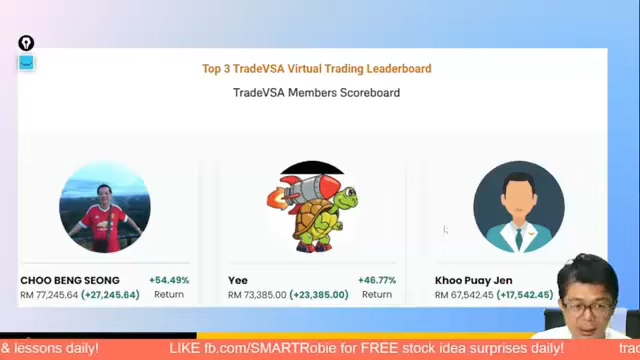 Top 3 TradeVSA Virtual Trading Leaderboard
TradeVSA Members Scoreboard
CHOO BENG SEONG +54.49%
RM 77,245.64 (+27,245.64) Return
Yee +46.77%
RM 73,385.00 (+23,385.00) Return
Khoo Puay Jen
RM 67,542.45 (+17,542.45)
& lessons daily! LIKE fb.com/SMARTRobie for FREE stock idea surprises daily! trad